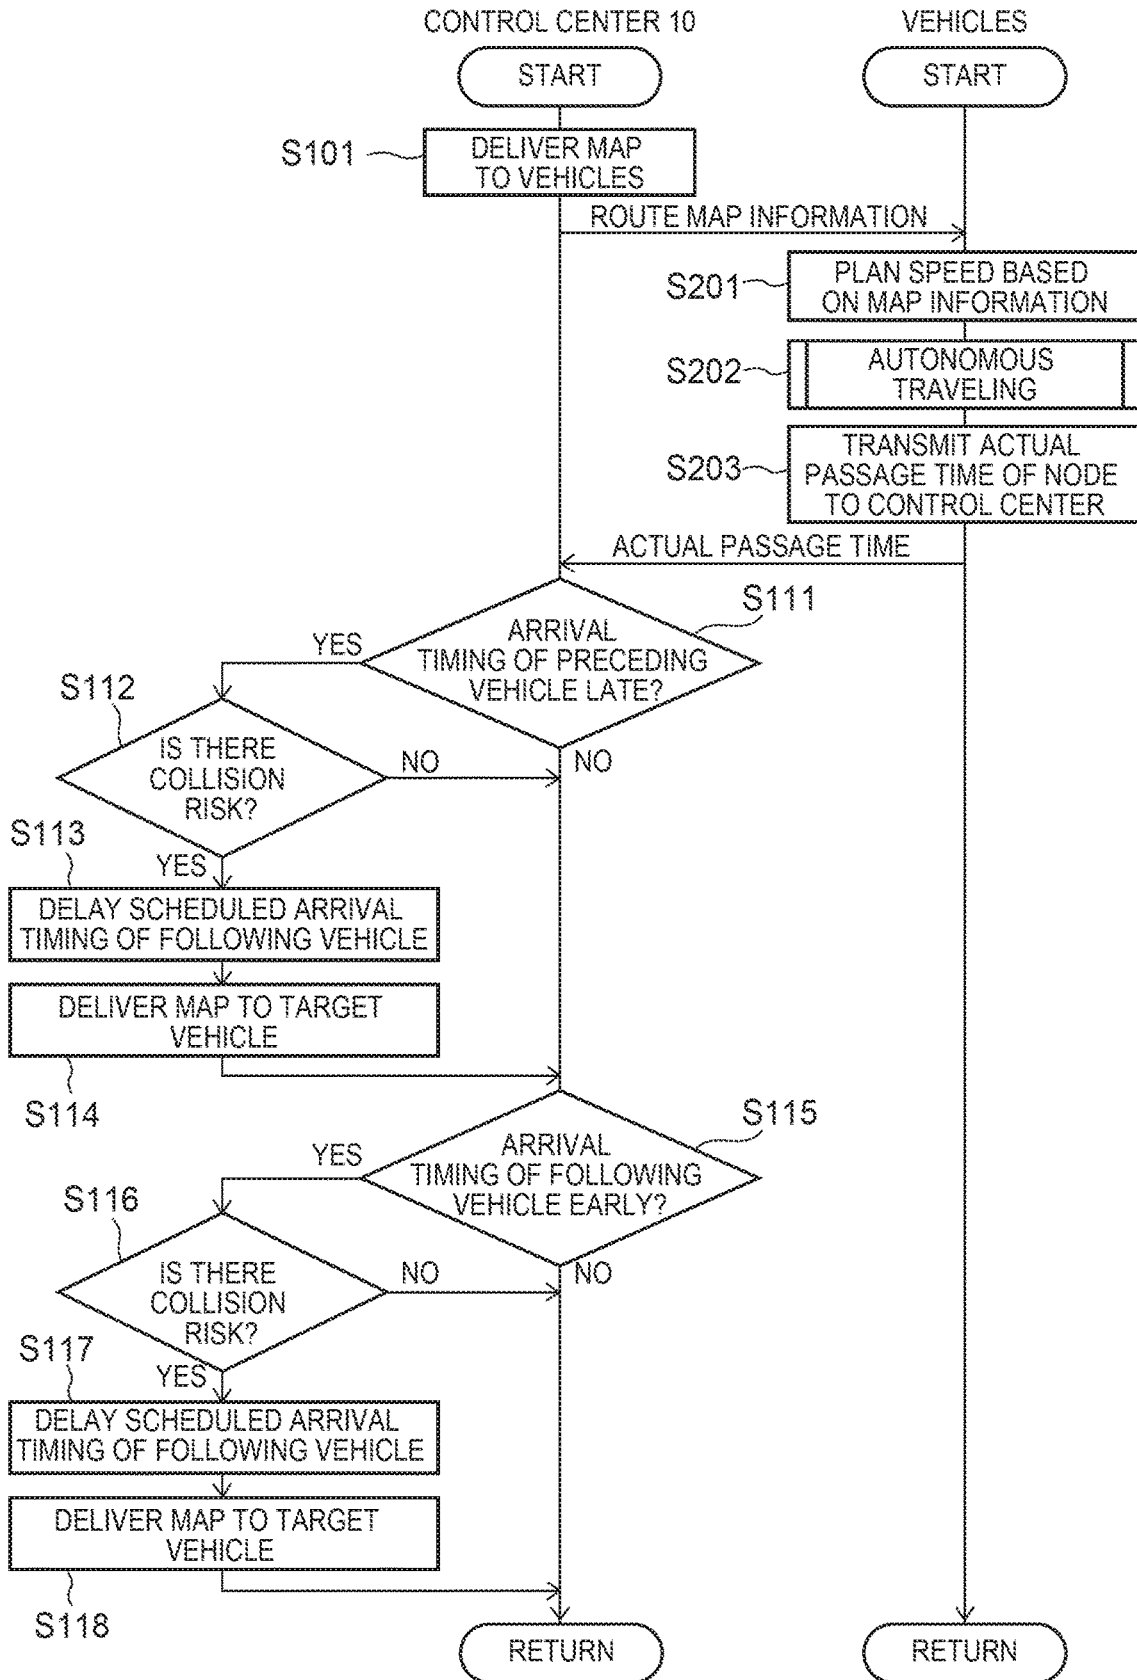 CONTROL CENTER 10
VEHICLES
START
START
S101
DELIVER MAP
TO VEHICLES
ROUTE MAP INFORMATION
S201
PLAN SPEED BASED
ON MAP INFORMATION
S202
AUTONOMOUS
TRAVELING
S203
TRANSMIT ACTUAL
PASSAGE TIME OF NODE
TO CONTROL CENTER
ACTUAL PASSAGE TIME
S111
ARRIVAL
TIMING OF PRECEDING
VEHICLE LATE?
YES
NO
S112
IS THERE
COLLISION
RISK?
NO
YES
S113
DELAY SCHEDULED ARRIVAL
TIMING OF FOLLOWING VEHICLE
DELIVER MAP TO TARGET
VEHICLE
S114
S115
ARRIVAL
TIMING OF FOLLOWING
VEHICLE EARLY?
YES
NO
S116
IS THERE
COLLISION
RISK?
NO
YES
S117
DELAY SCHEDULED ARRIVAL
TIMING OF FOLLOWING VEHICLE
DELIVER MAP TO TARGET
VEHICLE
S118
RETURN
RETURN